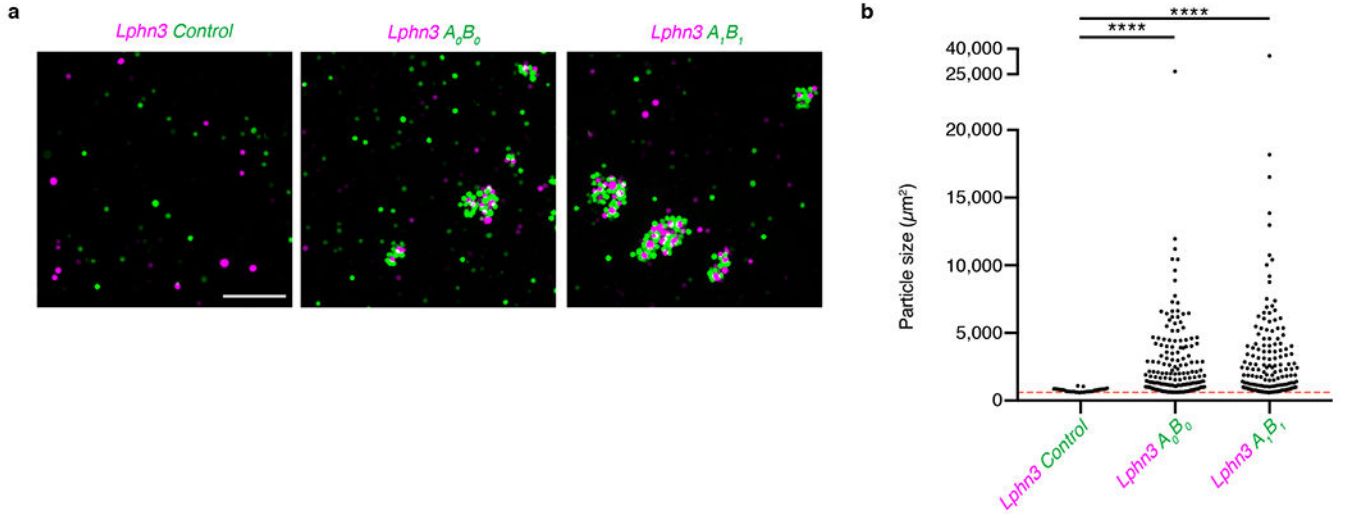 a
Lphn3 Control
Lphn3 A₀B₀
Lphn3 A₁B₁
b
****
****
40,000
25,000
20,000
15,000
10,000
5,000
0
Particle size (µm²)
Lphn3 Control
Lphn3 A₀B₀
Lphn3 A₁B₁